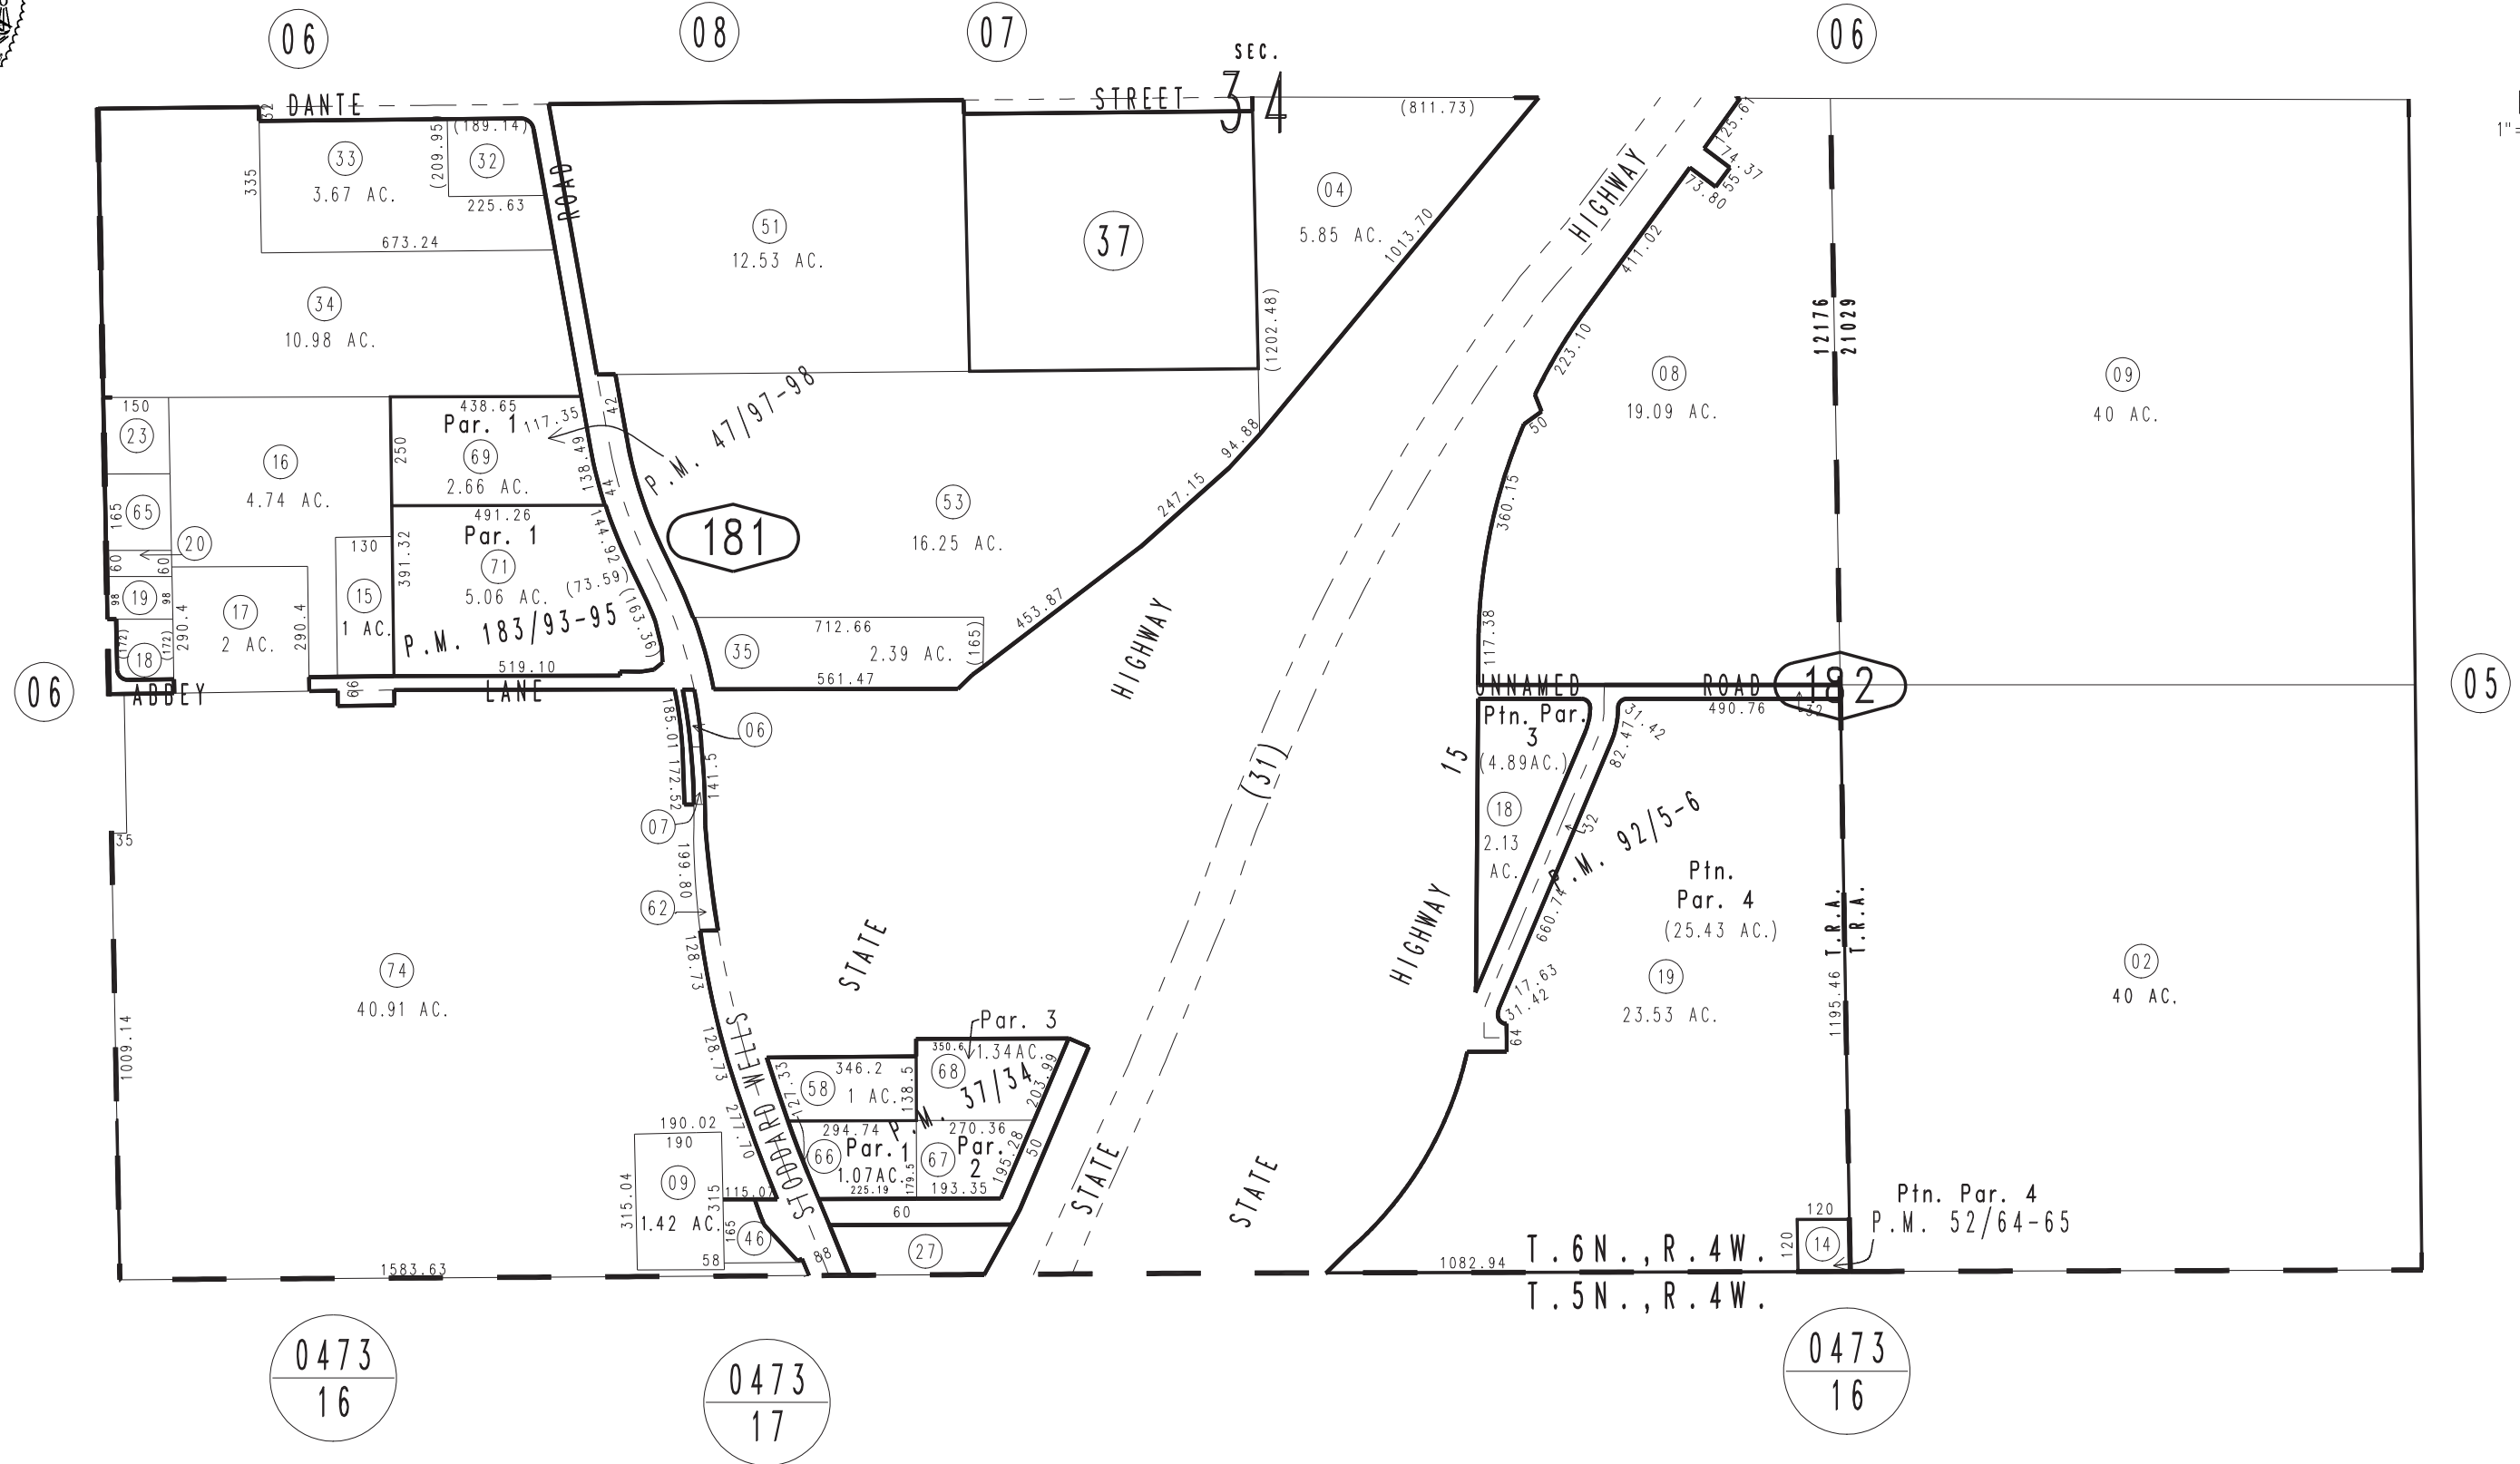 06
08
07
06
SEC.
34
DANTE
STREET
32
(811.73)
125.61
1"=
74.37
55
73.80
33
3.67 AC.
335
(209.95)
(189.14)
32
225.63
673.24
ROAD
51
12.53 AC.
37
04
5.85 AC.
1013.70
(1202.48)
HIGHWAY
411.02
223.10
50
360.15
117.38
34
10.98 AC.
08
19.09 AC.
12176
21029
09
40 AC.
150
23
16
4.74 AC.
438.65
Par. 1
117.35
250
69
2.66 AC.
138.49
42
44
P.M. 47/97-98
94.88
247.15
453.87
165
65
20
60
60
98
19
98
(172)
18
(172)
290.4
17
2 AC.
290.4
130
15
1 AC.
391.32
491.26
Par. 1
71
5.06 AC.
144.92
(73.59)
(163.36)
P.M. 183/93-95
519.10
181
53
16.25 AC.
712.66
35
2.39 AC.
(165)
561.47
HIGHWAY
06
ABBEY
66
LANE
UNNAMED
ROAD
182
05
490.76
32
31.42
82.47
Ptn. Par.
3
(4.89AC.)
18
2.13
AC.
15
32
P.M. 92/5-6
660.74
17.63
31.42
64
185.01
172.52
06
141.5
07
199.80
62
128.73
128.73
277.70
35
74
40.91 AC.
1009.14
(31)
STATE
HIGHWAY
Ptn.
Par. 4
(25.43 AC.)
19
23.53 AC.
T.R.A.
T.R.A.
1195.46
02
40 AC.
STODDARD WELLS
Par. 3
350.6
1.34AC.
68
346.2
58
1 AC.
138.5
127.33
P.M. 37/34
203.99
294.74
66
Par. 1
1.07AC.
225.19
179.5
270.36
67
Par.
2
193.35
195.28
50
60
27
STATE
STATE
190.02
190
09
315.04
315
1.42 AC.
115.07
165
46
58
88
1583.63
1082.94
T.6N.,R.4W.
T.5N.,R.4W.
120
120
14
Ptn. Par. 4
P.M. 52/64-65
0473
16
0473
17
0473
16